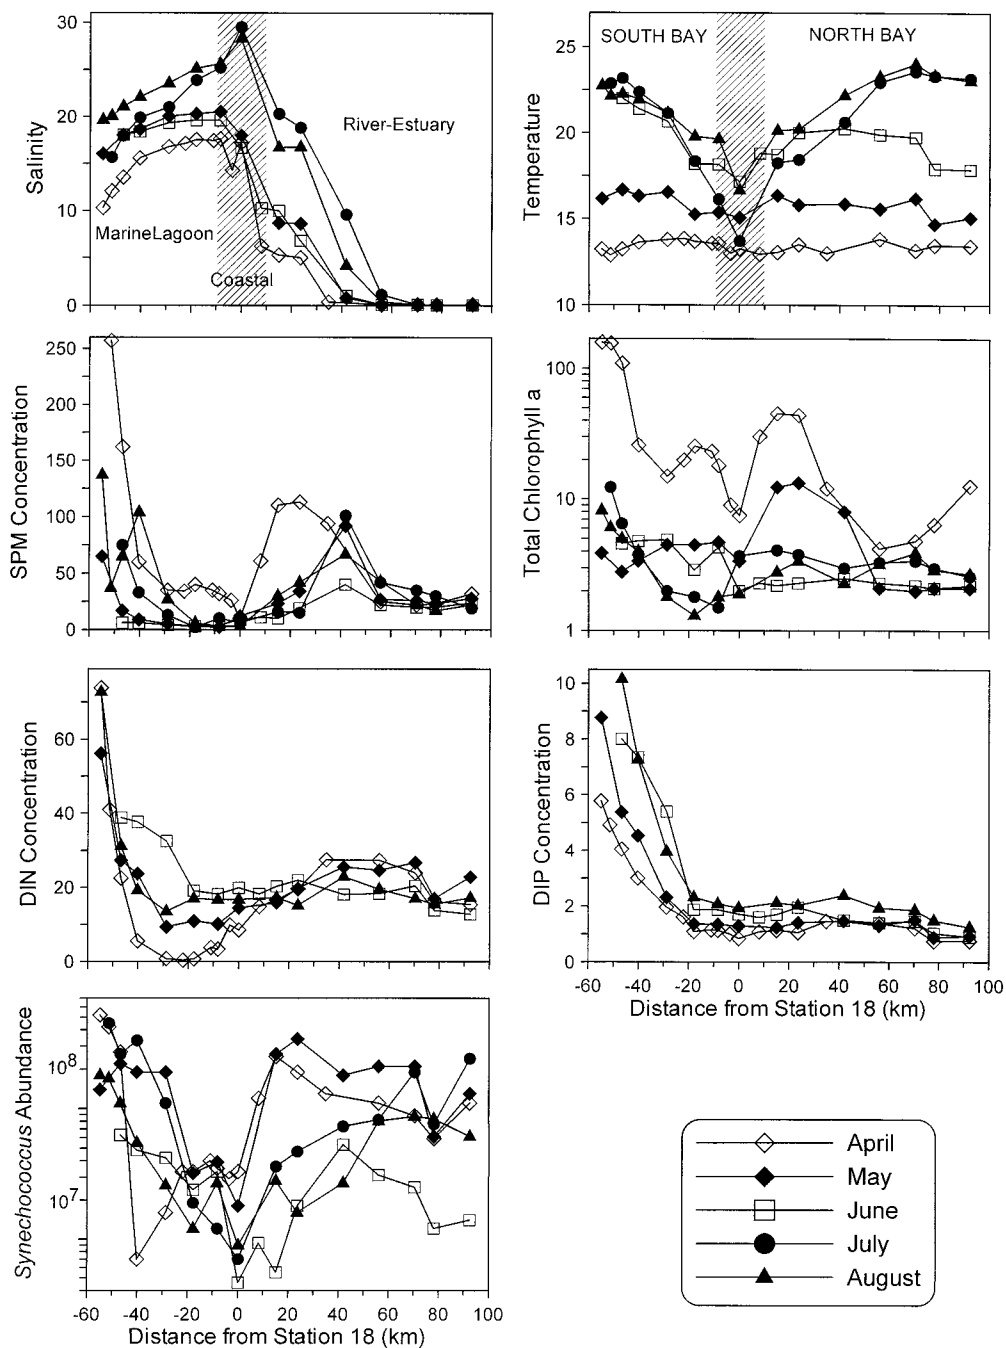 30
25
20
15
10
5
0
Salinity
River-Estuary
MarineLagoon
Coastal
25
20
15
10
Temperature
SOUTH BAY
NORTH BAY
250
200
150
100
50
0
SPM Concentration
100
10
1
Total Chlorophyll a
60
40
20
0
DIN Concentration
10
8
6
4
2
0
DIP Concentration
-60 -40 -20 0 20 40 60 80 100
Distance from Station 18 (km)
10⁸
10⁷
Synechococcus Abundance
-60 -40 -20 0 20 40 60 80 100
Distance from Station 18 (km)
April
May
June
July
August